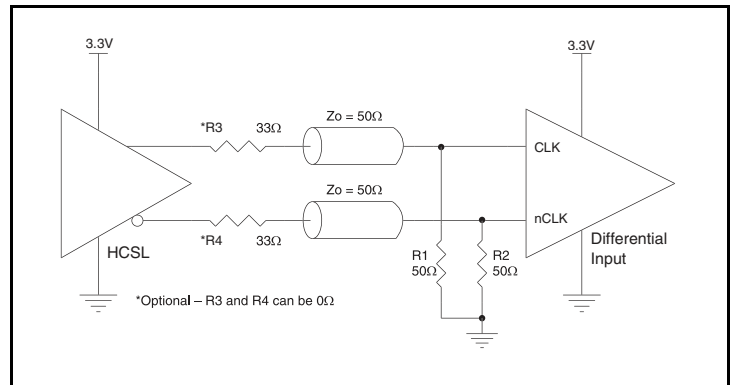 3.3V
3.3V
*R3
33Ω
Zo = 50Ω
CLK
Zo = 50Ω
nCLK
*R4
33Ω
HCSL
R1
50Ω
R2
50Ω
Differential
Input
*Optional – R3 and R4 can be 0Ω